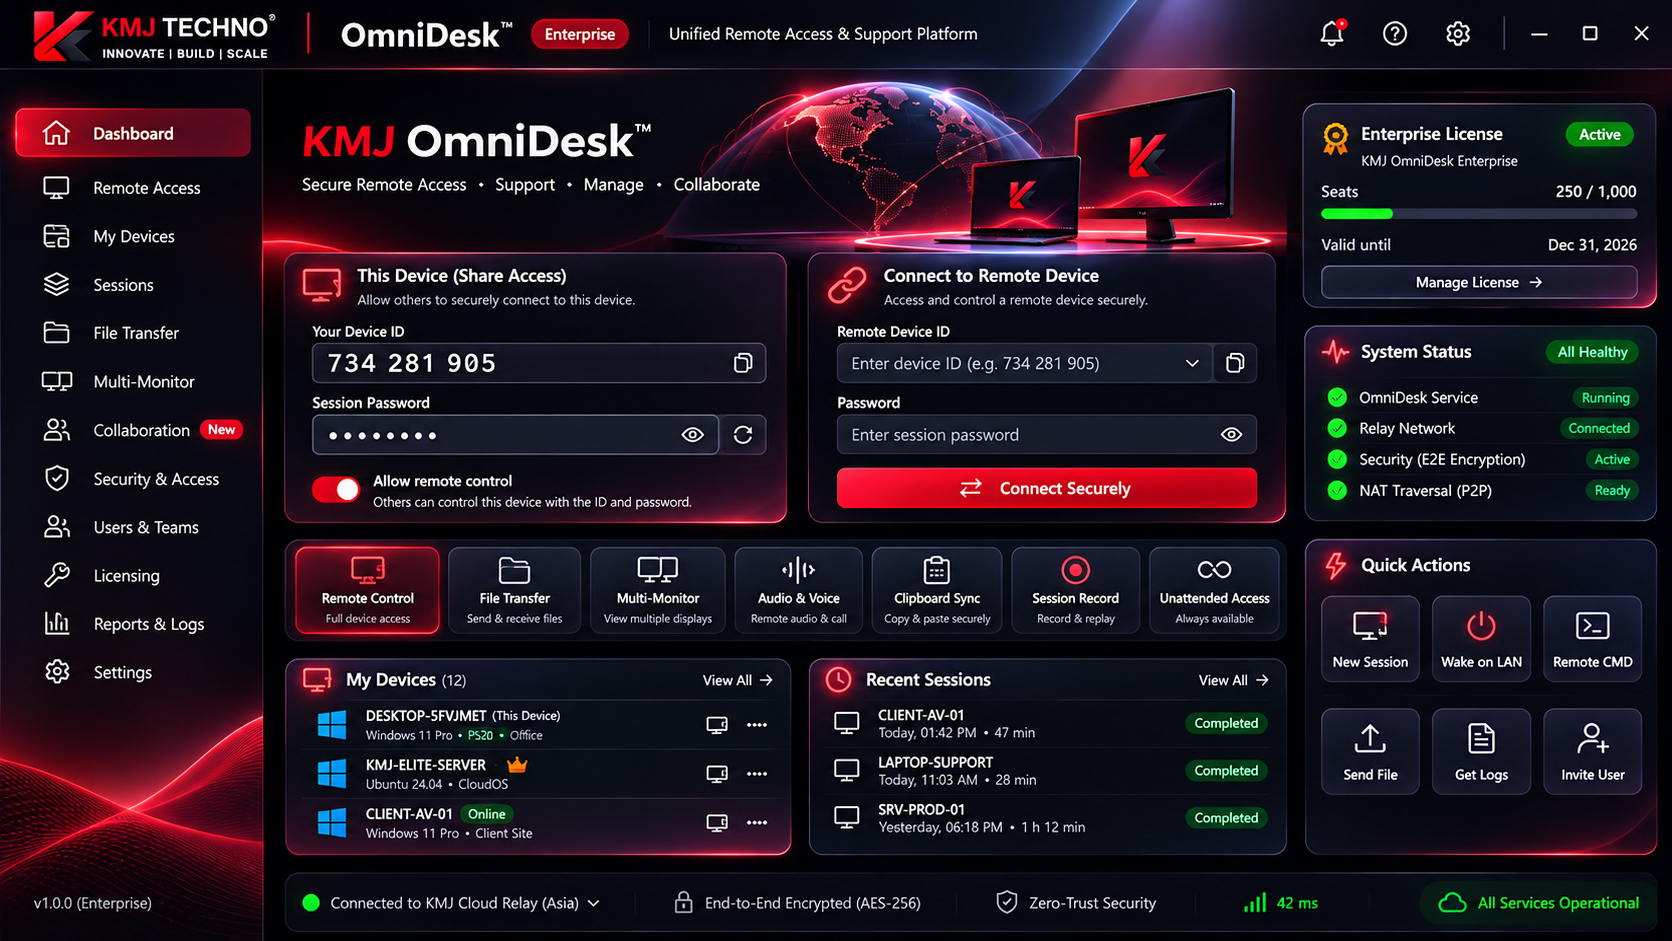 KMJ TECHNO®
INNOVATE | BUILD | SCALE
OmniDesk™
Enterprise
Unified Remote Access & Support Platform
Dashboard
Remote Access
My Devices
Sessions
File Transfer
Multi-Monitor
Collaboration New
Security & Access
Users & Teams
Licensing
Reports & Logs
Settings
v1.0.0 (Enterprise)
KMJ OmniDesk™
Secure Remote Access • Support • Manage • Collaborate
This Device (Share Access)
Allow others to securely connect to this device.
Your Device ID
734 281 905
Session Password
Allow remote control
Others can control this device with the ID and password.
Connect to Remote Device
Access and control a remote device securely.
Remote Device ID
Enter device ID (e.g. 734 281 905)
Password
Enter session password
Connect Securely
Remote Control
Full device access
File Transfer
Send & receive files
Multi-Monitor
View multiple displays
Audio & Voice
Remote audio & call
Clipboard Sync
Copy & paste securely
Session Record
Record & replay
Unattended Access
Always available
My Devices (12)
View All →
DESKTOP-5FVJMET (This Device)
Windows 11 Pro • PS20 • Office
KMJ-ELITE-SERVER
Ubuntu 24.04 • CloudOS
CLIENT-AV-01 Online
Windows 11 Pro • Client Site
Recent Sessions
View All →
CLIENT-AV-01
Today, 01:42 PM • 47 min
Completed
LAPTOP-SUPPORT
Today, 11:03 AM • 28 min
Completed
SRV-PROD-01
Yesterday, 06:18 PM • 1 h 12 min
Completed
Enterprise License
Active
KMJ OmniDesk Enterprise
Seats 250 / 1,000
Valid until Dec 31, 2026
Manage License →
System Status
All Healthy
OmniDesk Service Running
Relay Network Connected
Security (E2E Encryption) Active
NAT Traversal (P2P) Ready
Quick Actions
New Session
Wake on LAN
Remote CMD
Send File
Get Logs
Invite User
Connected to KMJ Cloud Relay (Asia)
End-to-End Encrypted (AES-256)
Zero-Trust Security
42 ms
All Services Operational